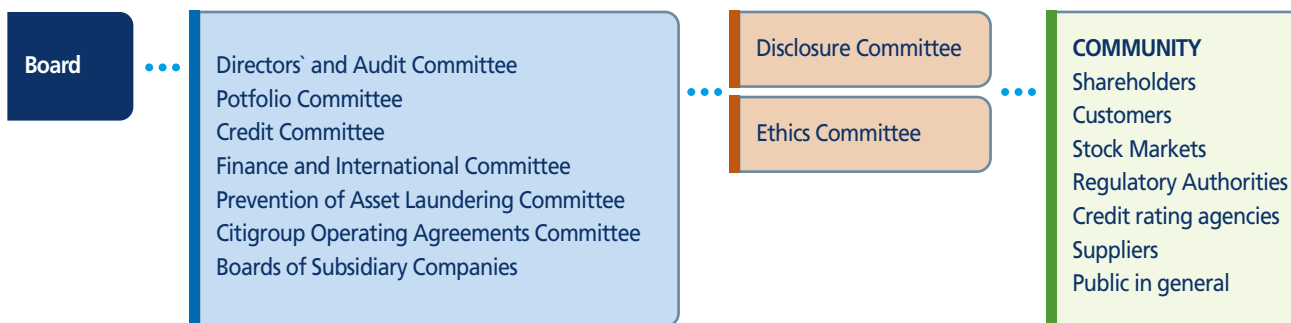 Board
Directors` and Audit Committee
Potfolio Committee
Credit Committee
Finance and International Committee
Prevention of Asset Laundering Committee
Citigroup Operating Agreements Committee
Boards of Subsidiary Companies
Disclosure Committee
Ethics Committee
COMMUNITY
Shareholders
Customers
Stock Markets
Regulatory Authorities
Credit rating agencies
Suppliers
Public in general